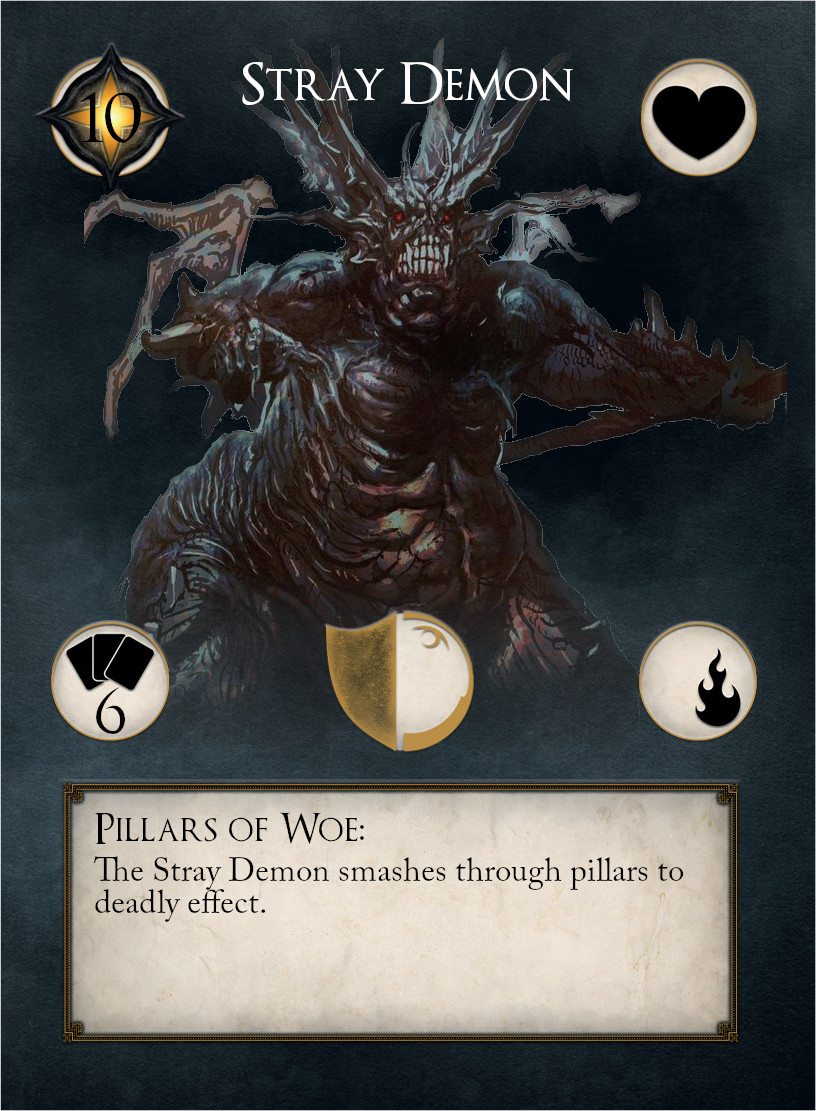 10
Stray Demon
6
Pillars of Woe:
The Stray Demon smashes through pillars to
deadly effect.